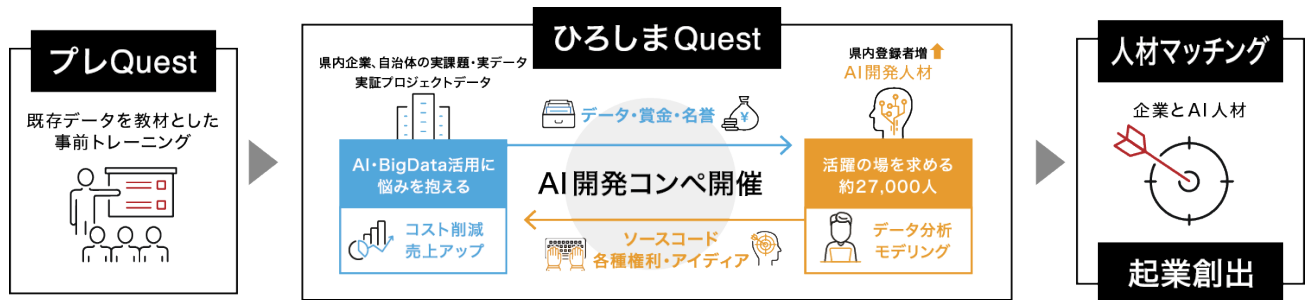 プレQuest
既存データを教材とした
事前トレーニング
ひろしまQuest
県内企業、自治体の実課題・実データ
実証プロジェクトデータ
AI・BigData活用に
悩みを抱える
コスト削減
売上アップ
データ・賞金・名誉
¥
AI開発コンペ開催
ソースコード
各種権利・アイディア
県内登録者増
AI開発人材
活躍の場を求める
約27,000人
データ分析
モデリング
人材マッチング
企業とAI人材
起業創出